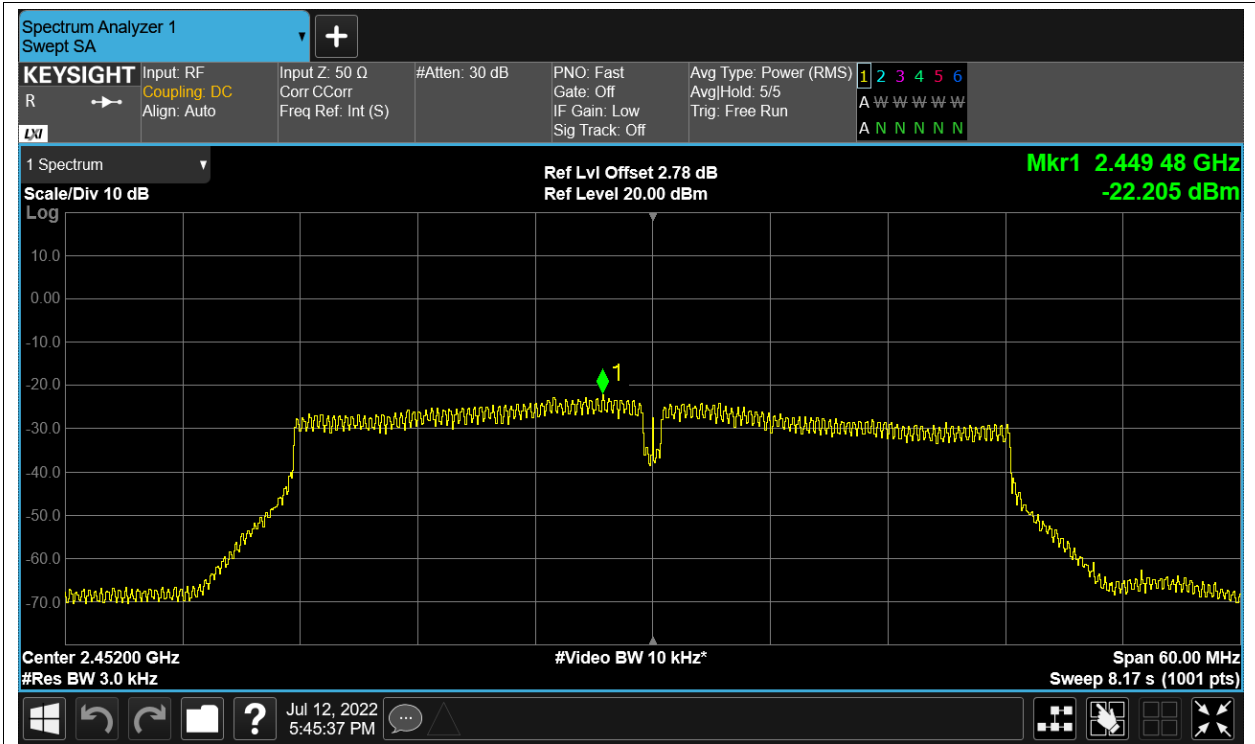 Spectrum Analyzer 1
Swept SA
KEYSIGHT
R
LXI
Input: RF
Coupling: DC
Align: Auto
Input Z: 50 Ω
Corr CCorr
Freq Ref: Int (S)
#Atten: 30 dB
PNO: Fast
Gate: Off
IF Gain: Low
Sig Track: Off
Avg Type: Power (RMS)
Avg|Hold: 5/5
Trig: Free Run
1 2 3 4 5 6
A W W W W W
A N N N N N
1 Spectrum
Scale/Div 10 dB
Log
Ref Lvl Offset 2.78 dB
Ref Level 20.00 dBm
Mkr1 2.449 48 GHz
-22.205 dBm
10.0
0.00
-10.0
-20.0
-30.0
-40.0
-50.0
-60.0
-70.0
1
Center 2.45200 GHz
#Res BW 3.0 kHz
#Video BW 10 kHz*
Span 60.00 MHz
Sweep 8.17 s (1001 pts)
?
Jul 12, 2022
5:45:37 PM